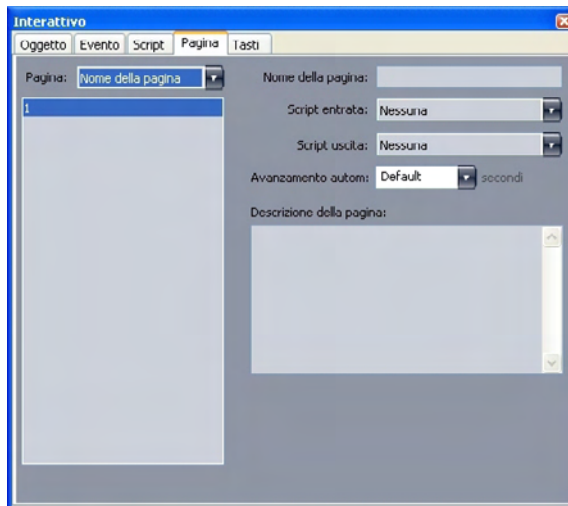 Interattivo
Oggetto Evento Script Pagina Tasti
Pagina: Nome della pagina
1
Nome della pagina:
Script entrata: Nessuna
Script uscita: Nessuna
Avanzamento autom: Default secondi
Descrizione della pagina: